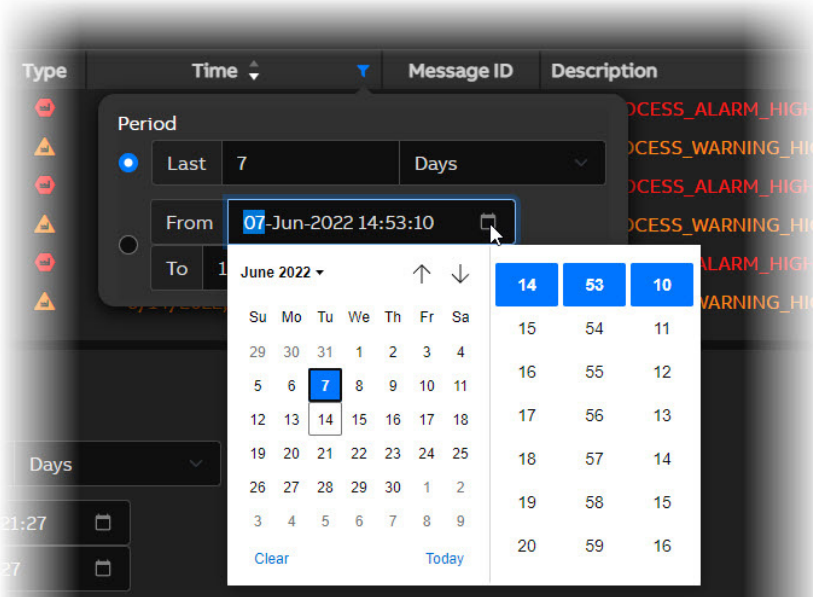 Type Time Message ID Description
OCESS_ALARM_HIGH
Period
OCESS_WARNING_HIG
Last 7 Days
OCESS_ALARM_HIGH
From 07-Jun-2022 14:53:10
OCESS_WARNING_HIG
To 1
ALARM_HIGH
WARNING_HIG
June 2022
14 53 10
Su Mo Tu We Th Fr Sa
15 54 11
29 30 31 1 2 3 4
16 55 12
5 6 7 8 9 10 11
17 56 13
12 13 14 15 16 17 18
18 57 14
19 20 21 22 23 24 25
19 58 15
26 27 28 29 30 1 2
20 59 16
3 4 5 6 7 8 9
Clear Today
Days
21:27
27